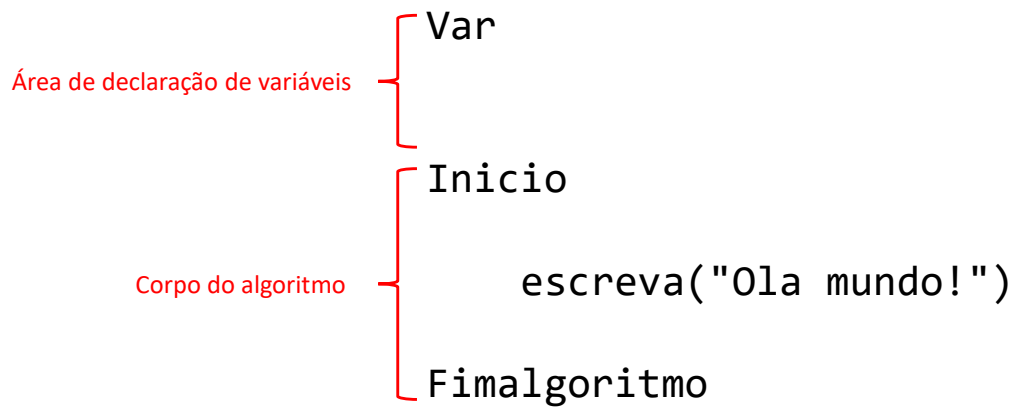 Var
Área de declaração de variáveis
Inicio
escreva("Ola mundo!")
Corpo do algoritmo
Fimalgoritmo